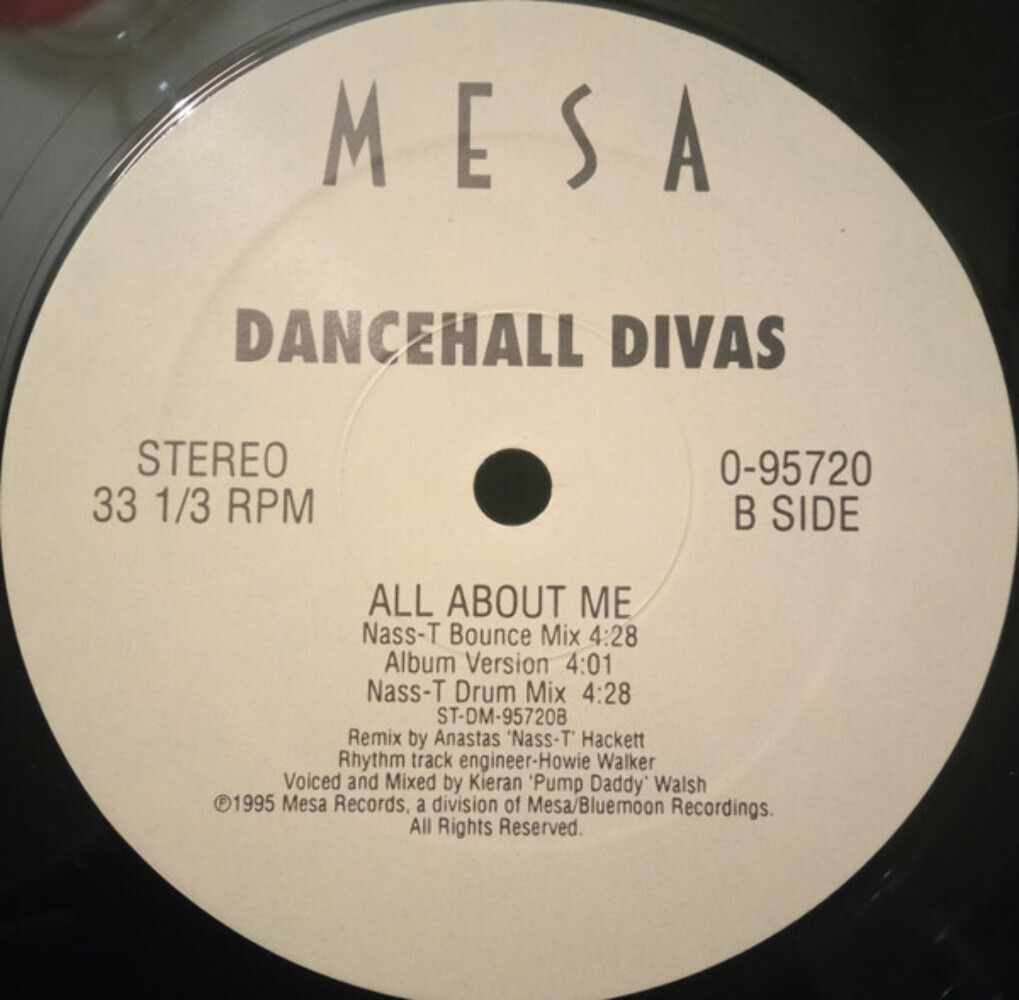 MESA
DANCEHALL DIVAS
STEREO
33 1/3 RPM
0-95720
B SIDE
ALL ABOUT ME
Nass-T Bounce Mix 4:28
Album Version 4:01
Nass-T Drum Mix 4:28
ST-DM-95720B
Remix by Anastas 'Nass-T' Hackett
Rhythm track engineer-Howie Walker
Voiced and Mixed by Kieran 'Pump Daddy' Walsh
℗1995 Mesa Records, a division of Mesa/Bluemoon Recordings.
All Rights Reserved.